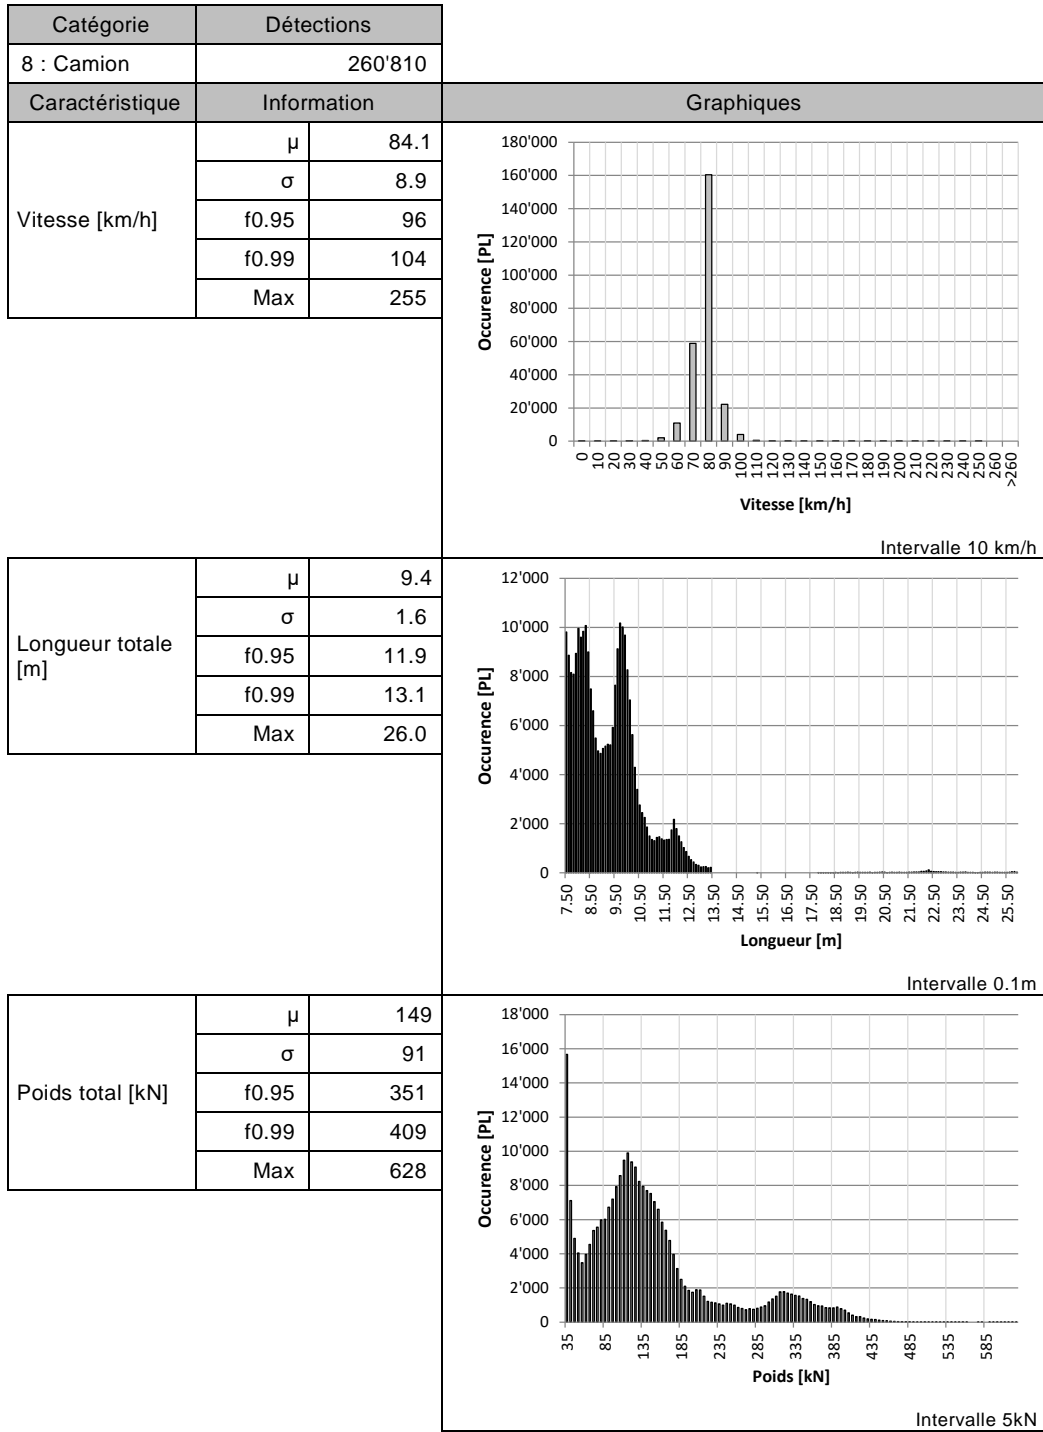 Catégorie Détections
8 : Camion 260'810
Caractéristique Information Graphiques
Vitesse [km/h]
µ 84.1
σ 8.9
f0.95 96
f0.99 104
Max 255
180'000
160'000
140'000
120'000
100'000
80'000
60'000
40'000
20'000
0
Occurence [PL]
0 10 20 30 40 50 60 70 80 90 100 110 120 130 140 150 160 170 180 190 200 210 220 230 240 250 260 >260
Vitesse [km/h]
Intervalle 10 km/h
Longueur totale
[m]
µ 9.4
σ 1.6
f0.95 11.9
f0.99 13.1
Max 26.0
12'000
10'000
8'000
6'000
4'000
2'000
0
Occurence [PL]
7.50 8.50 9.50 10.50 11.50 12.50 13.50 14.50 15.50 16.50 17.50 18.50 19.50 20.50 21.50 22.50 23.50 24.50 25.50
Longueur [m]
Intervalle 0.1m
Poids total [kN]
µ 149
σ 91
f0.95 351
f0.99 409
Max 628
18'000
16'000
14'000
12'000
10'000
8'000
6'000
4'000
2'000
0
Occurence [PL]
35 85 135 185 235 285 335 385 435 485 535 585
Poids [kN]
Intervalle 5kN